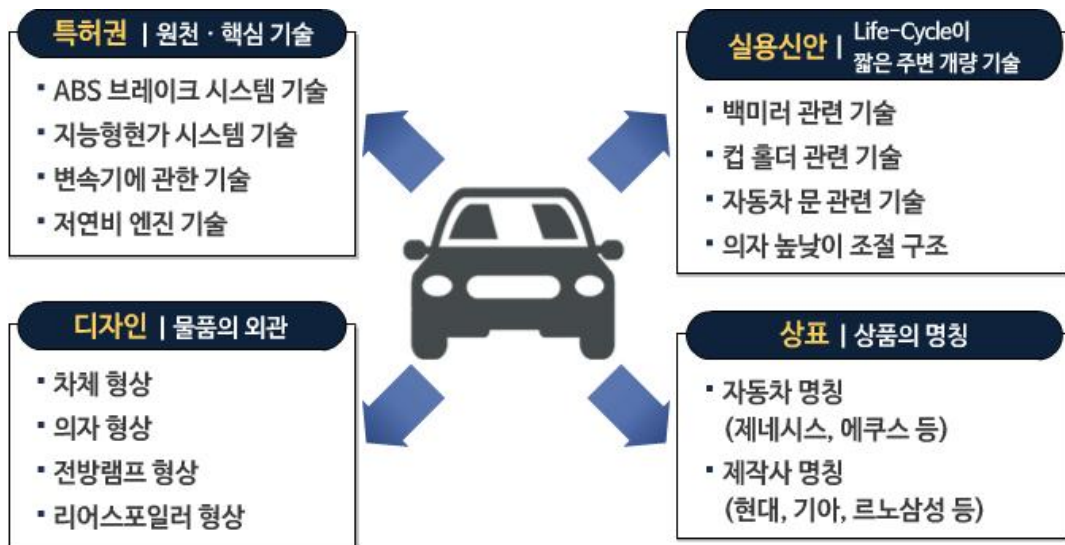 특허권 | 원천 · 핵심 기술
▪ ABS 브레이크 시스템 기술
▪ 지능형현가 시스템 기술
▪ 변속기에 관한 기술
▪ 저연비 엔진 기술
실용신안 | Life-Cycle이
짧은 주변 개량 기술
▪ 백미러 관련 기술
▪ 컵 홀더 관련 기술
▪ 자동차 문 관련 기술
▪ 의자 높낮이 조절 구조
디자인 | 물품의 외관
▪ 차체 형상
▪ 의자 형상
▪ 전방램프 형상
▪ 리어스포일러 형상
상표 | 상품의 명칭
▪ 자동차 명칭
(제네시스, 에쿠스 등)
▪ 제작사 명칭
(현대, 기아, 르노삼성 등)